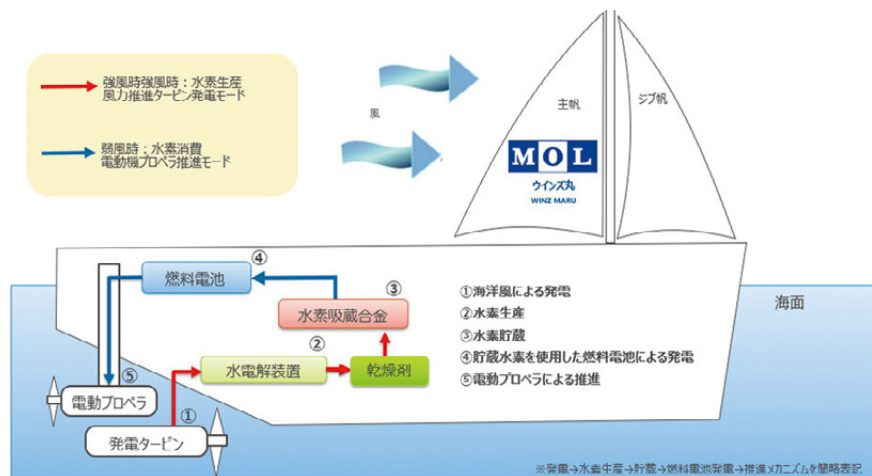 強風時強風時：水素生産
風力推進タービン発電モード
弱風時：水素消費
電動機プロペラ推進モード
風
主帆
ジブ帆
MOL
ウインズ丸
WINZ MARU
④
燃料電池
③
水素吸蔵合金
②
水電解装置
乾燥剤
⑤
電動プロペラ
①
発電タービン
①海洋風による発電
②水素生産
③水素貯蔵
④貯蔵水素を使用した燃料電池による発電
⑤電動プロペラによる推進
海面
※発電→水素生産→貯蔵→燃料電池発電→推進メカニズムを簡略表記